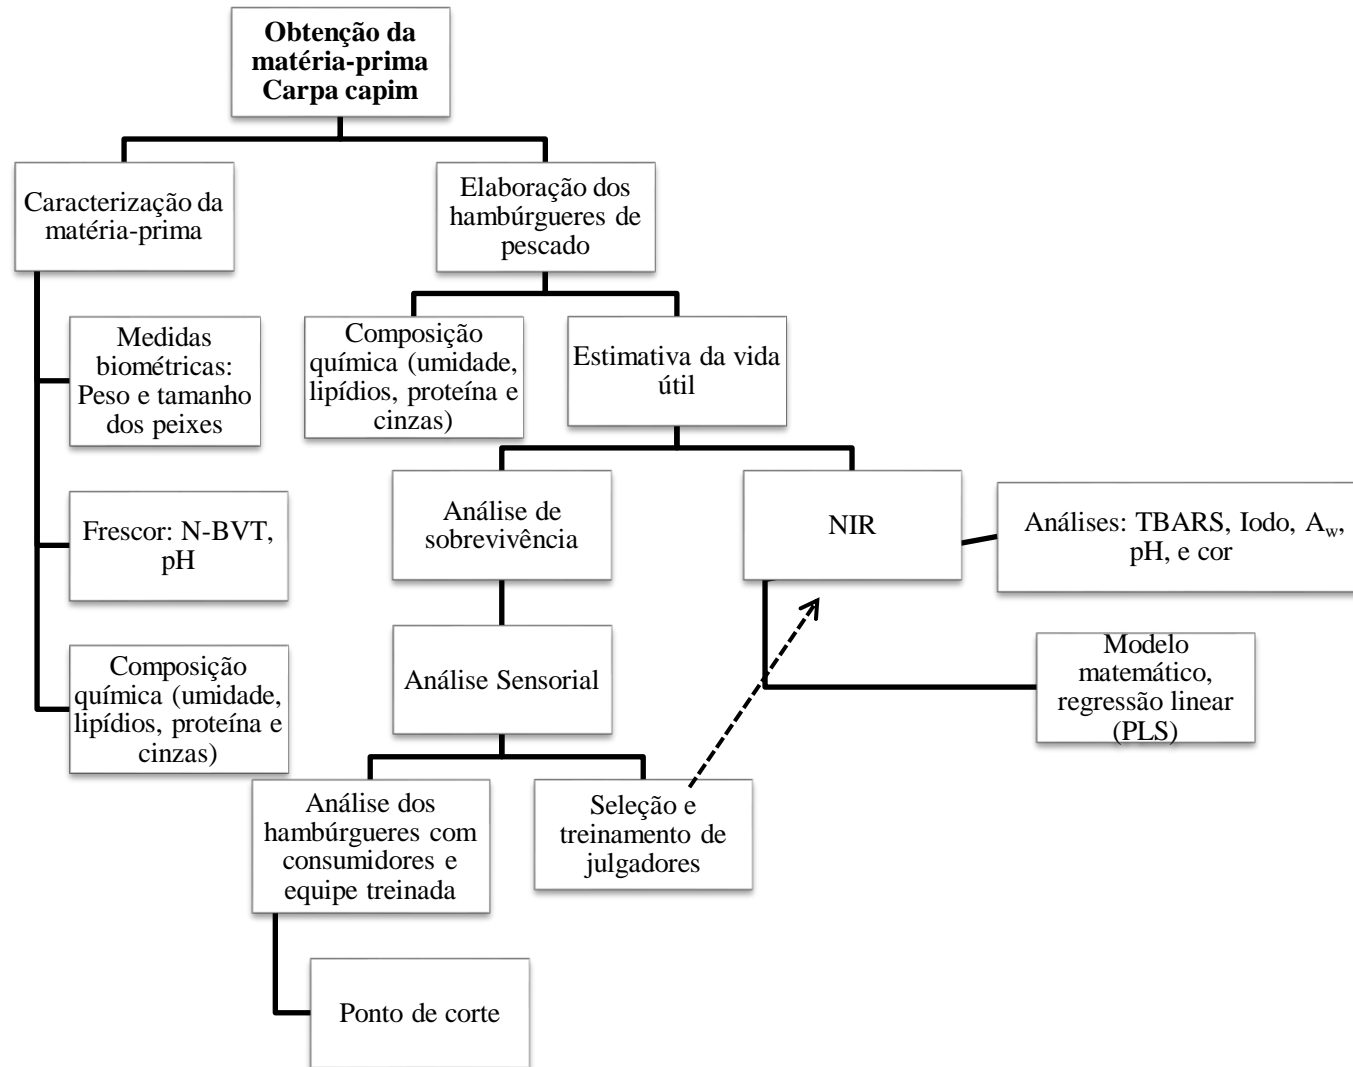 Obtenção da
matéria-prima
Carpa capim
Caracterização da
matéria-prima
Elaboração dos
hambúrgueres de
pescado
Medidas
biométricas:
Peso e tamanho
dos peixes
Composição
química (umidade,
lipídios, proteína e
cinzas)
Estimativa da vida
útil
Frescor: N-BVT,
pH
Análise de
sobrevivência
NIR
Análises: TBARS, Iodo, Aw,
pH, e cor
Composição
química (umidade,
lipídios, proteína e
cinzas)
Análise Sensorial
Modelo
matemático,
regressão linear
(PLS)
Análise dos
hambúrgueres com
consumidores e
equipe treinada
Seleção e
treinamento de
julgadores
Ponto de corte